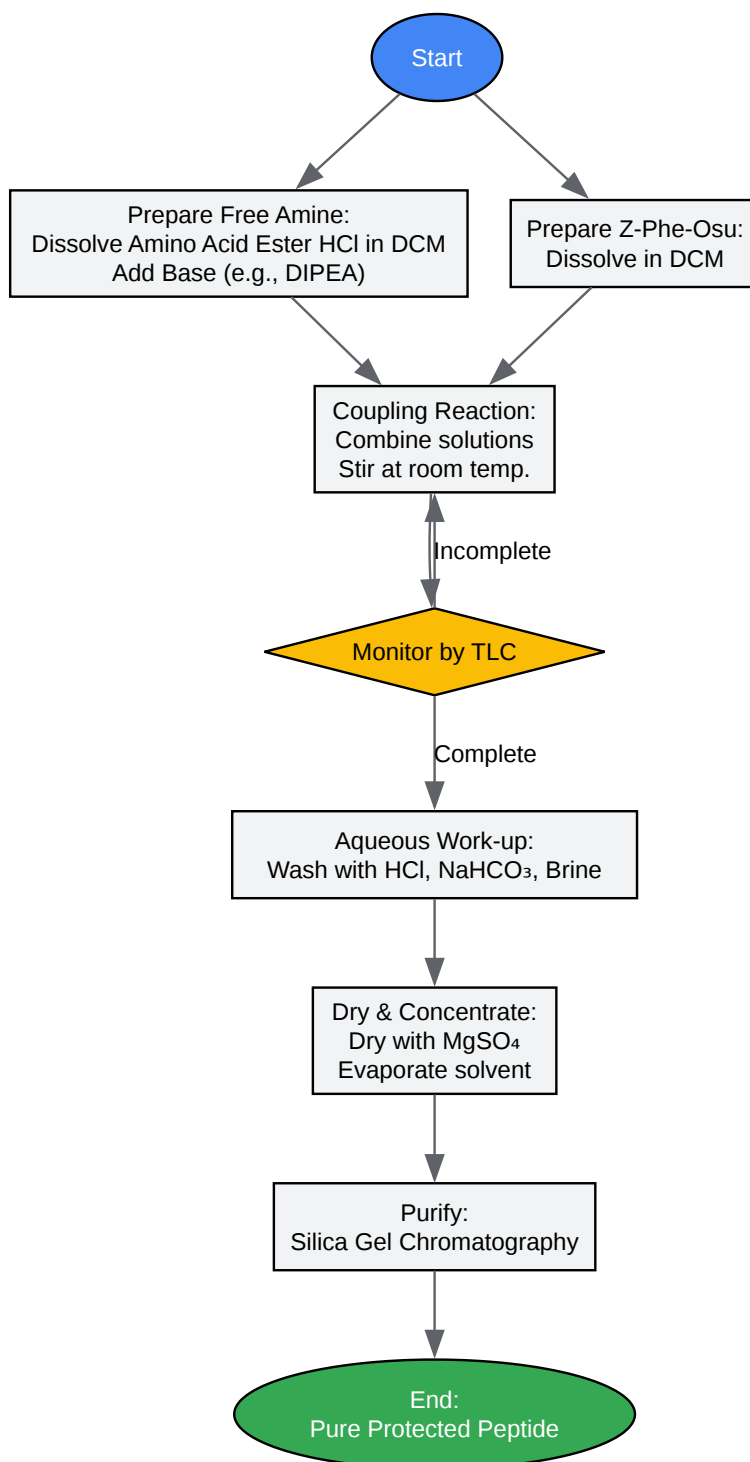 Start
Prepare Free Amine:
Dissolve Amino Acid Ester HCl in DCM
Add Base (e.g., DIPEA)
Prepare Z-Phe-Osu:
Dissolve in DCM
Coupling Reaction:
Combine solutions
Stir at room temp.
Incomplete
Monitor by TLC
Complete
Aqueous Work-up:
Wash with HCl, NaHCO₃, Brine
Dry & Concentrate:
Dry with MgSO₄
Evaporate solvent
Purify:
Silica Gel Chromatography
End:
Pure Protected Peptide